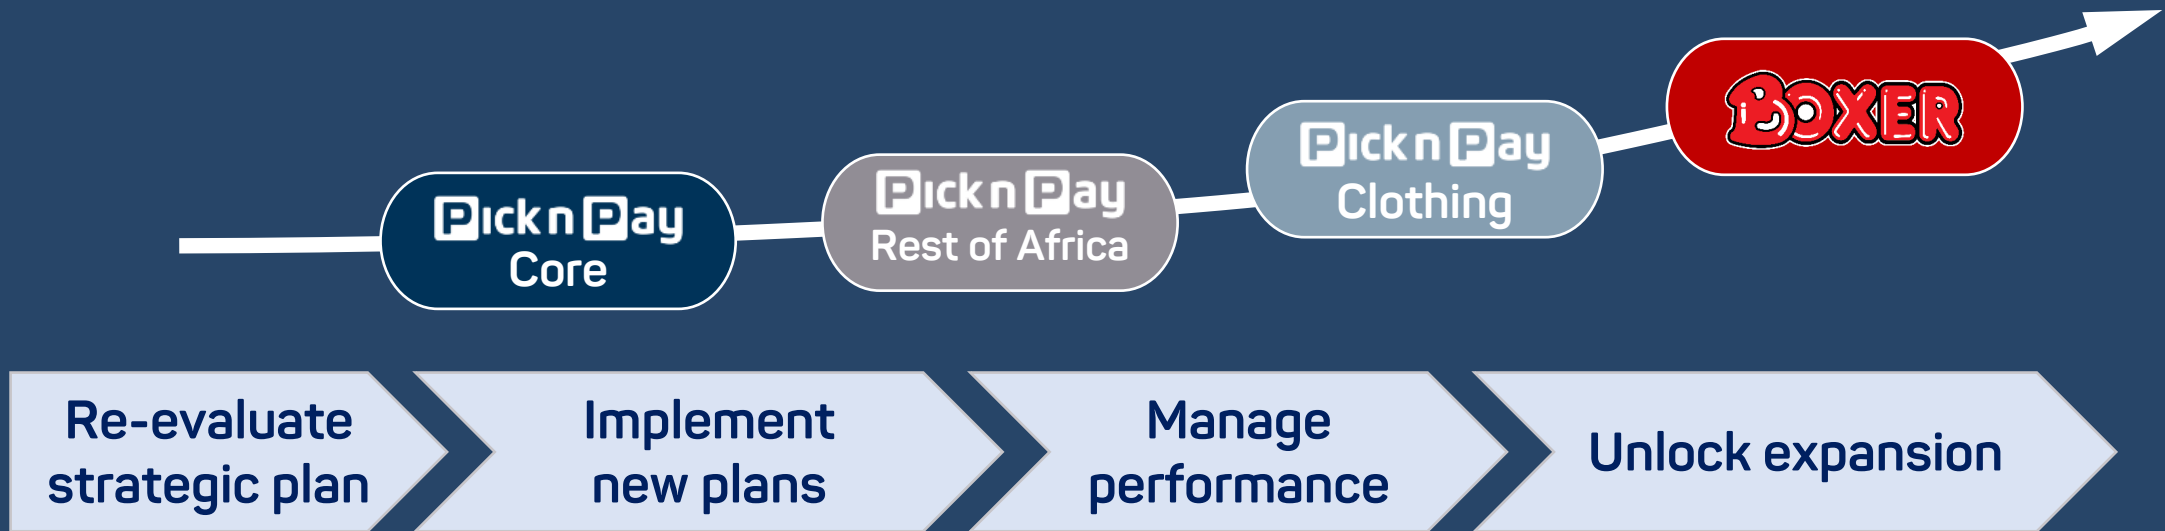 Pick n Pay
Core
Pick n Pay
Rest of Africa
Pick n Pay
Clothing
BOXER
Re-evaluate
strategic plan
Implement
new plans
Manage
performance
Unlock expansion